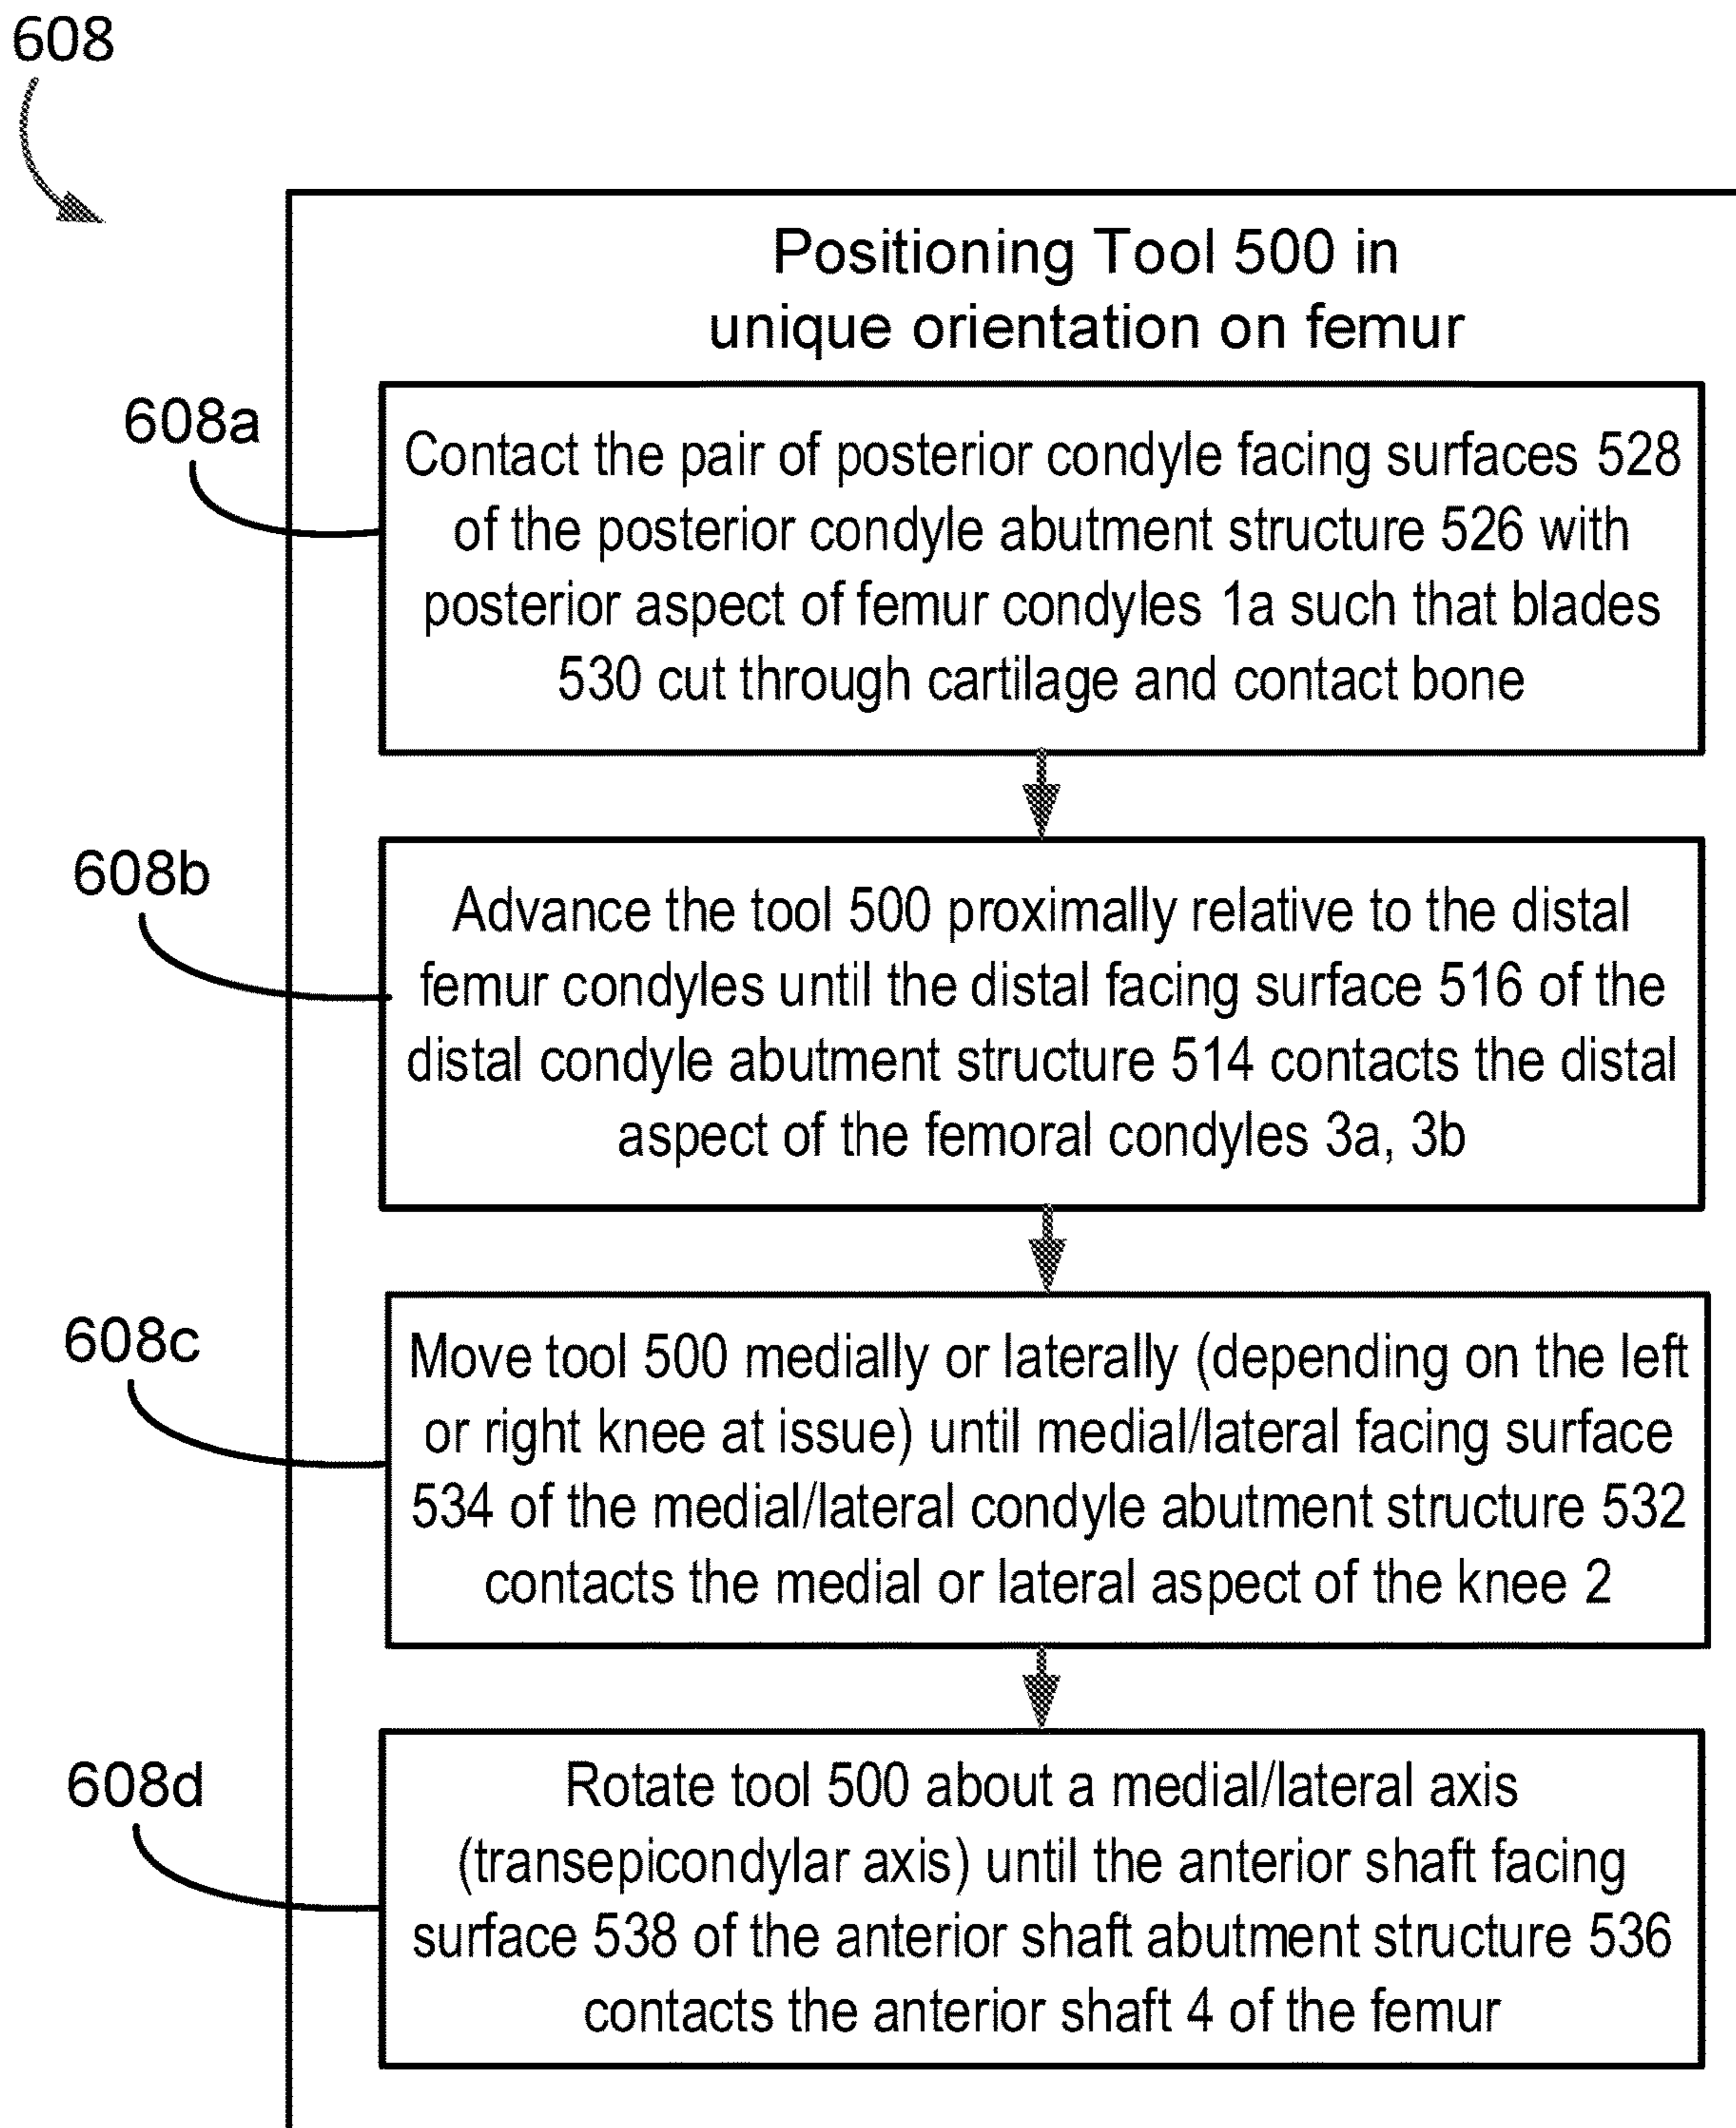 608
Positioning Tool 500 in
unique orientation on femur
608a
Contact the pair of posterior condyle facing surfaces 528
of the posterior condyle abutment structure 526 with
posterior aspect of femur condyles 1a such that blades
530 cut through cartilage and contact bone
608b
Advance the tool 500 proximally relative to the distal
femur condyles until the distal facing surface 516 of the
distal condyle abutment structure 514 contacts the distal
aspect of the femoral condyles 3a, 3b
608c
Move tool 500 medially or laterally (depending on the left
or right knee at issue) until medial/lateral facing surface
534 of the medial/lateral condyle abutment structure 532
contacts the medial or lateral aspect of the knee 2
608d
Rotate tool 500 about a medial/lateral axis
(transepicondylar axis) until the anterior shaft facing
surface 538 of the anterior shaft abutment structure 536
contacts the anterior shaft 4 of the femur